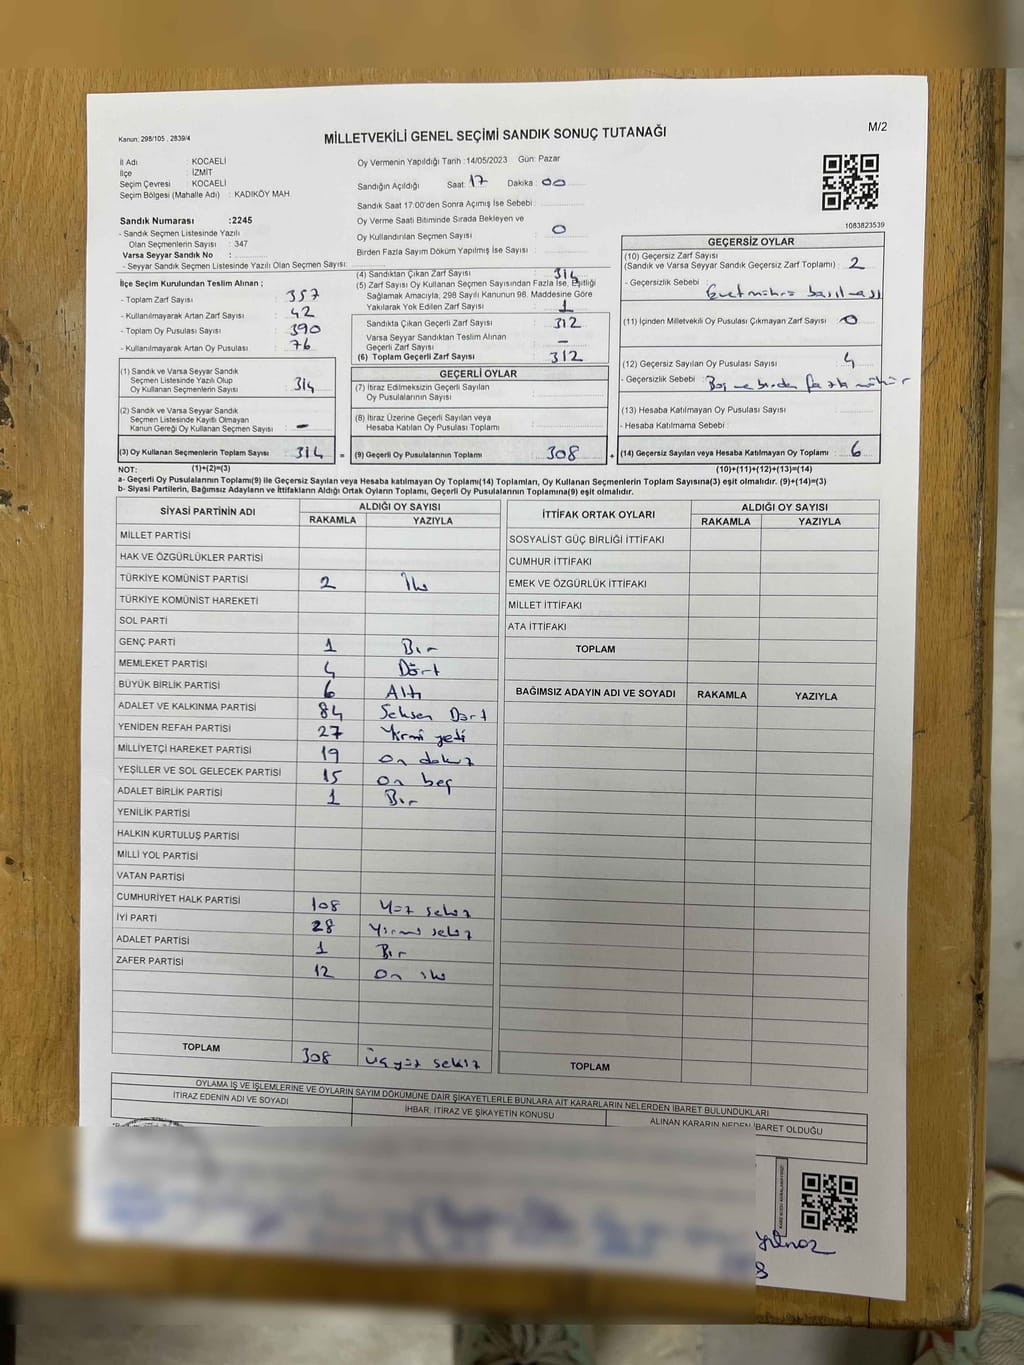 Kanun: 298/105 , 2839/4
MİLLETVEKİLİ GENEL SEÇİMİ SANDIK SONUÇ TUTANAĞI
M/2
İl Adı : KOCAELİ
İlçe : İZMİT
Seçim Çevresi : KOCAELİ
Seçim Bölgesi (Mahalle Adı) : KADIKÖY MAH.
Oy Vermenin Yapıldığı Tarih :14/05/2023 Gün: Pazar
Sandığın Açıldığı Saat: 17 Dakika : 00
Sandık Saat 17:00'den Sonra Açımış İse Sebebi :
Oy Verme Saati Bitiminde Sırada Bekleyen ve
Oy Kullandırılan Seçmen Sayısı : 0
Birden Fazla Sayım Dökum Yapılmış İse Sayısı :
1083823539
Sandık Numarası :2245
- Sandık Seçmen Listesinde Yazılı
Olan Seçmenlerin Sayısı : 347
Varsa Seyyar Sandık No :
- Seyyar Sandık Seçmen Listesinde Yazılı Olan Seçmen Sayısı:
İlçe Seçim Kurulundan Teslim Alınan ;
- Toplam Zarf Sayısı : 357
- Kullanılmayarak Artan Zarf Sayısı : 42
- Toplam Oy Pusulası Sayısı : 390
- Kullanılmayarak Artan Oy Pusulası : 76
(1) Sandık ve Varsa Seyyar Sandık
Seçmen Listesinde Yazılı Olup
Oy Kullanan Seçmenlerin Sayısı : 314
(2) Sandık ve Varsa Seyyar Sandık
Seçmen Listesinde Kayıtlı Olmayan
Kanun Gereği Oy Kullanan Seçmen Sayısı : -
(3) Oy Kullanan Seçmenlerin Toplam Sayısı : 314 =
(4) Sandıktan Çıkan Zarf Sayısı : 314
(5) Zarf Sayısı Oy Kullanan Seçmen Sayısından Fazla İse, Eşitliği
Sağlamak Amacıyla, 298 Sayılı Kanunun 98. Maddesine Göre
Yakılarak Yok Edilen Zarf Sayısı : 1
Sandıkta Çıkan Geçerli Zarf Sayısı : 312
Varsa Seyyar Sandıktan Teslim Alınan
Geçerli Zarf Sayısı : -
(6) Toplam Geçerli Zarf Sayısı : 312
GEÇERLİ OYLAR
(7) İtiraz Edilmeksizin Geçerli Sayılan
Oy Pusulalarının Sayısı :
(8) İtiraz Üzerine Geçerli Sayılan veya
Hesaba Katılan Oy Pusulası Toplamı :
(9) Geçerli Oy Pusulalarının Toplamı : 308 +
GEÇERSİZ OYLAR
(10) Geçersiz Zarf Sayısı
(Sandık ve Varsa Seyyar Sandık Geçersiz Zarf Toplamı) : 2
- Geçersizlik Sebebi : Evet mührü basılması
(11) İçinden Milletvekili Oy Pusulası Çıkmayan Zarf Sayısı : 0
(12) Geçersiz Sayılan Oy Pusulası Sayısı : 4
- Geçersizlik Sebebi : Boş ve birden fazla mühür
(13) Hesaba Katılmayan Oy Pusulası Sayısı :
- Hesaba Katılmama Sebebi :
(14) Geçersiz Sayılan veya Hesaba Katılmayan Oy Toplamı : 6
NOT: (1)+(2)=(3) (10)+(11)+(12)+(13)=(14)
a- Geçerli Oy Pusulalarının Toplamı(9) ile Geçersiz Sayılan veya Hesaba katılmayan Oy Toplamı(14) Toplamları, Oy Kullanan Seçmenlerin Toplam Sayısına(3) eşit olmalıdır. (9)+(14)=(3)
b- Siyasi Partilerin, Bağımsız Adayların ve İttifakların Aldığı Ortak Oyların Toplamı, Geçerli Oy Pusulalarının Toplamına(9) eşit olmalıdır.
SİYASİ PARTİNİN ADI ALDIĞI OY SAYISI
RAKAMLA YAZIYLA
MİLLET PARTİSİ
HAK VE ÖZGÜRLÜKLER PARTİSİ
TÜRKİYE KOMÜNİST PARTİSİ 2 İki
TÜRKİYE KOMÜNİST HAREKETİ
SOL PARTİ
GENÇ PARTİ 1 Bir
MEMLEKET PARTİSİ 4 Dört
BÜYÜK BİRLİK PARTİSİ 6 Altı
ADALET VE KALKINMA PARTİSİ 84 Seksen Dört
YENİDEN REFAH PARTİSİ 27 Yirmi yedi
MİLLİYETÇİ HAREKET PARTİSİ 19 on dokuz
YEŞİLLER VE SOL GELECEK PARTİSİ 15 on beş
ADALET BİRLİK PARTİSİ 1 Bir
YENİLİK PARTİSİ
HALKIN KURTULUŞ PARTİSİ
MİLLİ YOL PARTİSİ
VATAN PARTİSİ
CUMHURİYET HALK PARTİSİ 108 Yüz sekiz
İYİ PARTİ 28 Yirmi sekiz
ADALET PARTİSİ 1 Bir
ZAFER PARTİSİ 12 On iki
TOPLAM 308 Üçyüz sekiz
İTTİFAK ORTAK OYLARI ALDIĞI OY SAYISI
RAKAMLA YAZIYLA
SOSYALİST GÜÇ BİRLİĞİ İTTİFAKI
CUMHUR İTTİFAKI
EMEK VE ÖZGÜRLÜK İTTİFAKI
MİLLET İTTİFAKI
ATA İTTİFAKI
TOPLAM
BAĞIMSIZ ADAYIN ADI VE SOYADI RAKAMLA YAZIYLA
TOPLAM
OYLAMA İŞ VE İŞLEMLERİNE VE OYLARIN SAYIM DÖKÜMÜNE DAİR ŞİKAYETLERLE BUNLARA AİT KARARLARIN NELERDEN İBARET BULUNDUKLARI
İTİRAZ EDENİN ADI VE SOYADI
İHBAR, İTİRAZ VE ŞİKAYETİN KONUSU
ALINAN KARARIN NEDEN İBARET OLDUĞU